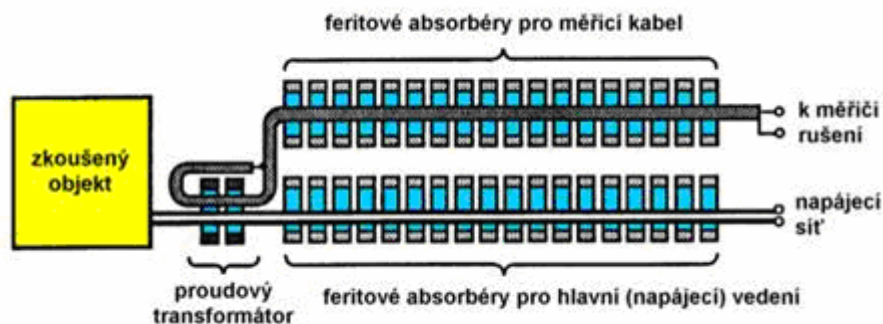 feritové absorbéry pro měřicí kabel
zkoušený
objekt
k měřiči
rušení
napájecí
síť
proudový
transformátor
feritové absorbéry pro hlavní (napájecí) vedení